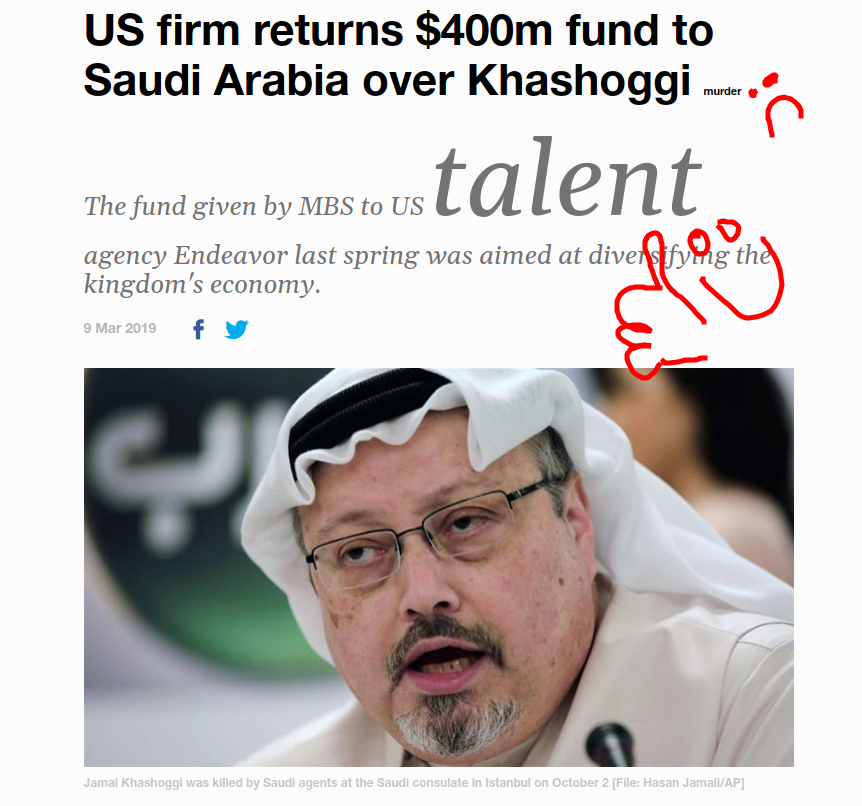 US firm returns $400m fund to
Saudi Arabia over Khashoggi murder
The fund given by MBS to US talent
agency Endeavor last spring was aimed at diversifying the
kingdom's economy.
9 Mar 2019
Jamal Khashoggi was killed by Saudi agents at the Saudi consulate in Istanbul on October 2 [File: Hasan Jamali/AP]